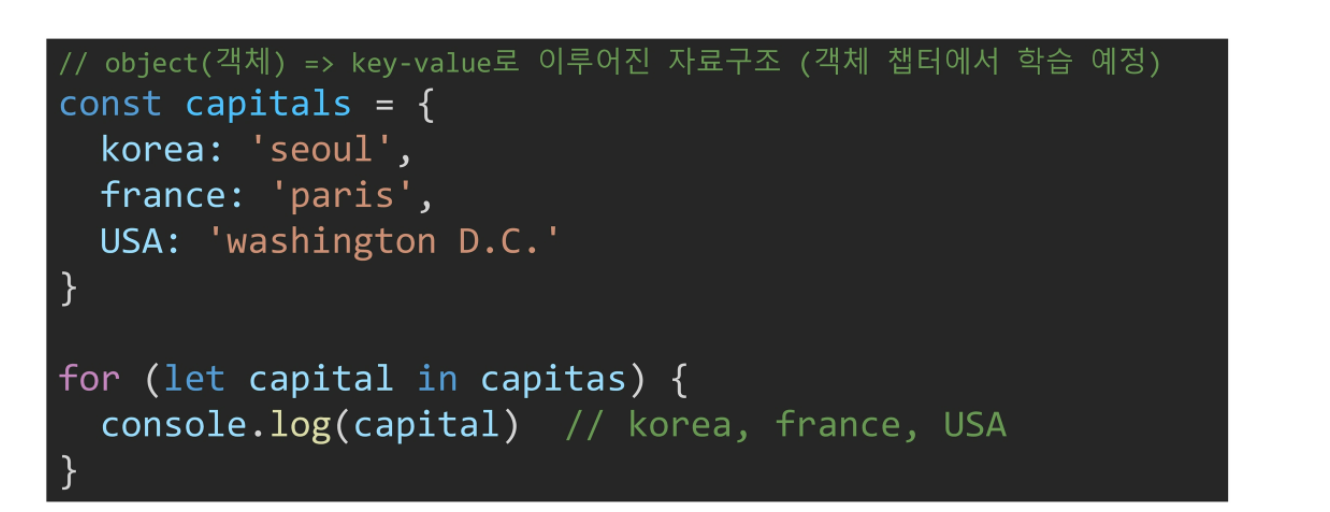 // object(객체) => key-value로 이루어진 자료구조 (객체 챕터에서 학습 예정)
const capitals = {
  korea: 'seoul',
  france: 'paris',
  USA: 'washington D.C.'
}

for (let capital in capitas) {
  console.log(capital)  // korea, france, USA
}